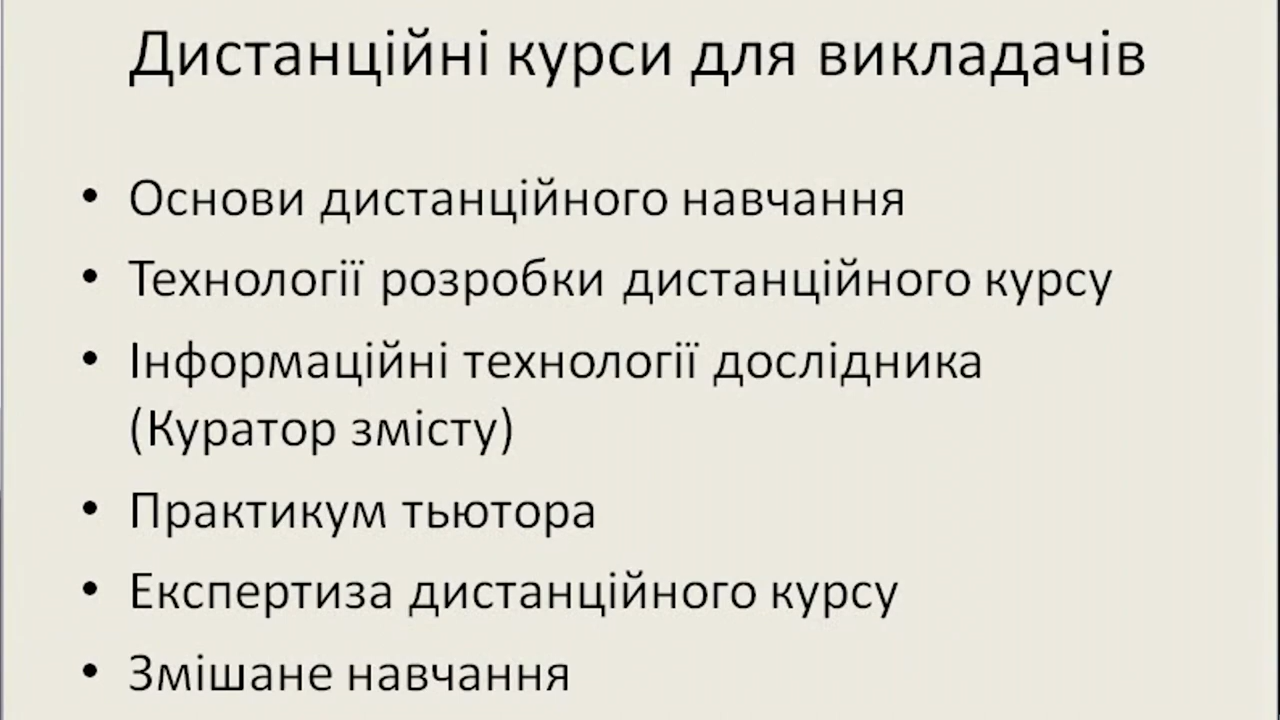 Дистанційні курси для викладачів
• Основи дистанційного навчання
• Технології розробки дистанційного курсу
• Інформаційні технології дослідника
(Куратор змісту)
• Практикум тьютора
• Експертиза дистанційного курсу
• Змішане навчання